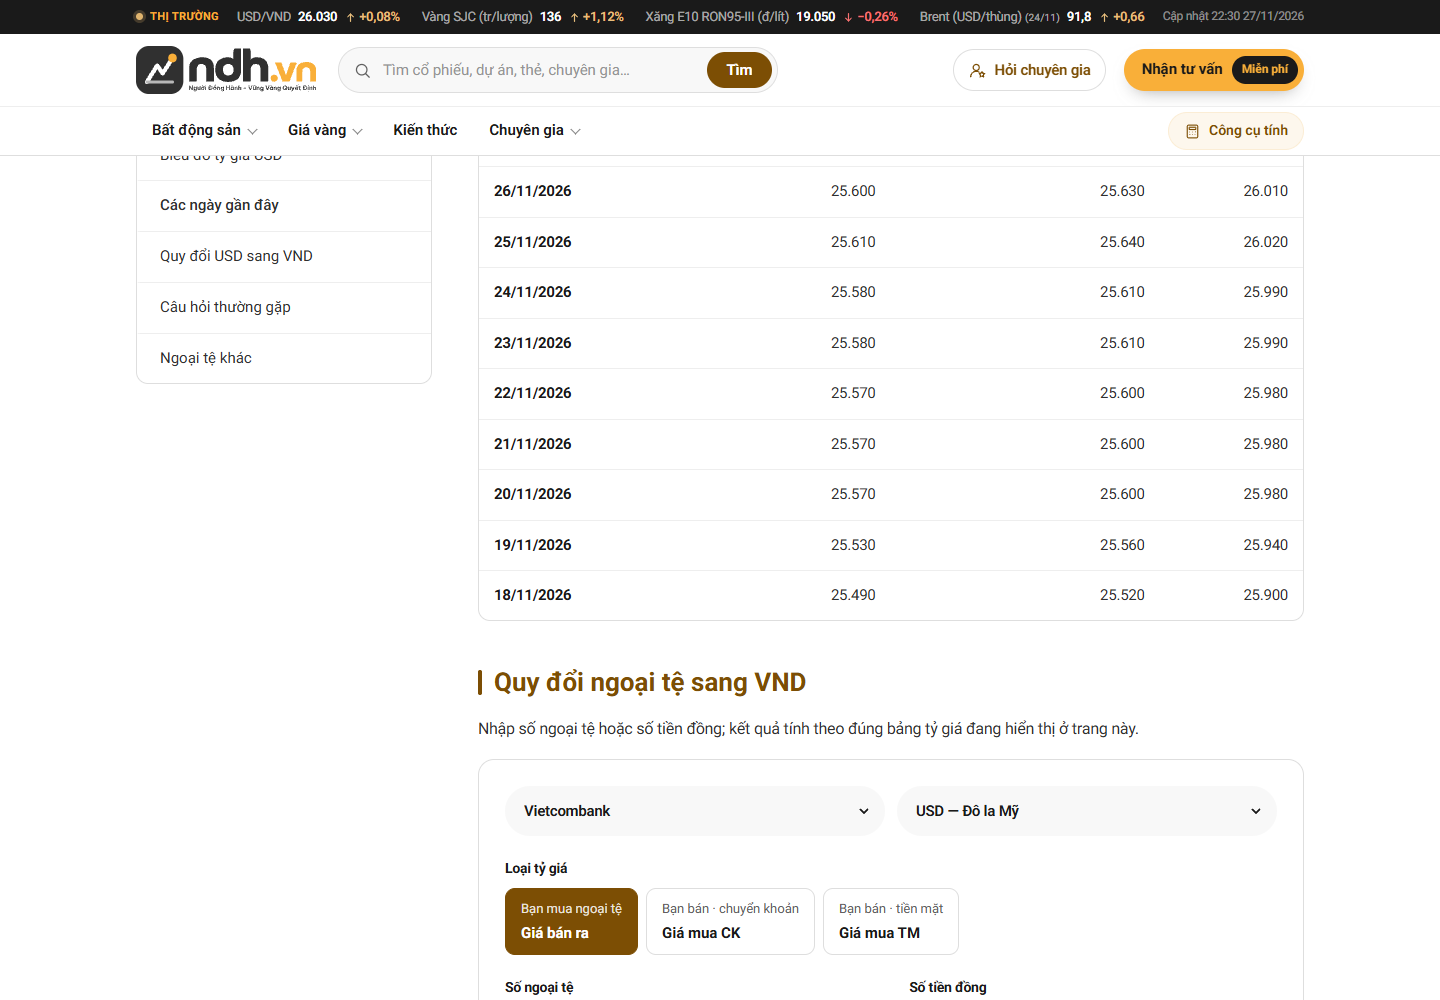 THỊ TRƯỜNG USD/VND 26.030 ↑ +0,08% Vàng SJC (tr/lượng) 136 ↑ +1,12% Xăng E10 RON95-III (đ/lít) 19.050 ↓ −0,26% Brent (USD/thùng) (24/11) 91,8 ↑ +0,66 Cập nhật 22:30 27/11/2026
ndh.vn
Người Đồng Hành - Vững Vàng Quyết Định
Tìm cổ phiếu, dự án, thẻ, chuyên gia... Tìm
Hỏi chuyên gia
Nhận tư vấn Miễn phí
Bất động sản Giá vàng Kiến thức Chuyên gia Công cụ tính
Biểu đồ tỷ giá USD
Các ngày gần đây
Quy đổi USD sang VND
Câu hỏi thường gặp
Ngoại tệ khác
26/11/2026 25.600 25.630 26.010
25/11/2026 25.610 25.640 26.020
24/11/2026 25.580 25.610 25.990
23/11/2026 25.580 25.610 25.990
22/11/2026 25.570 25.600 25.980
21/11/2026 25.570 25.600 25.980
20/11/2026 25.570 25.600 25.980
19/11/2026 25.530 25.560 25.940
18/11/2026 25.490 25.520 25.900
Quy đổi ngoại tệ sang VND
Nhập số ngoại tệ hoặc số tiền đồng; kết quả tính theo đúng bảng tỷ giá đang hiển thị ở trang này.
Vietcombank USD — Đô la Mỹ
Loại tỷ giá
Bạn mua ngoại tệ Bạn bán · chuyển khoản Bạn bán · tiền mặt
Giá bán ra Giá mua CK Giá mua TM
Số ngoại tệ Số tiền đồng